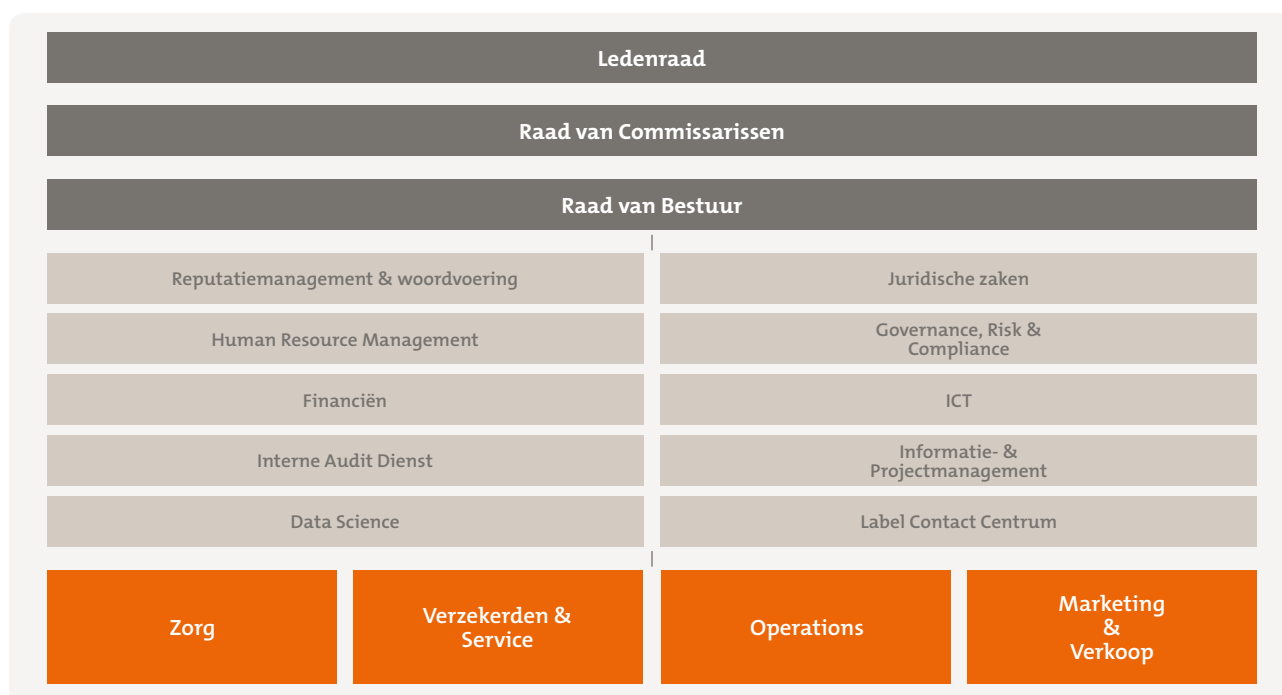 Ledenraad
Raad van Commissarissen
Raad van Bestuur
Reputatiemanagement & woordvoering
Juridische zaken
Human Resource Management
Governance, Risk &
Compliance
Financiën
ICT
Interne Audit Dienst
Informatie- &
Projectmanagement
Data Science
Label Contact Centrum
Zorg
Verzekerden &
Service
Operations
Marketing
&
Verkoop